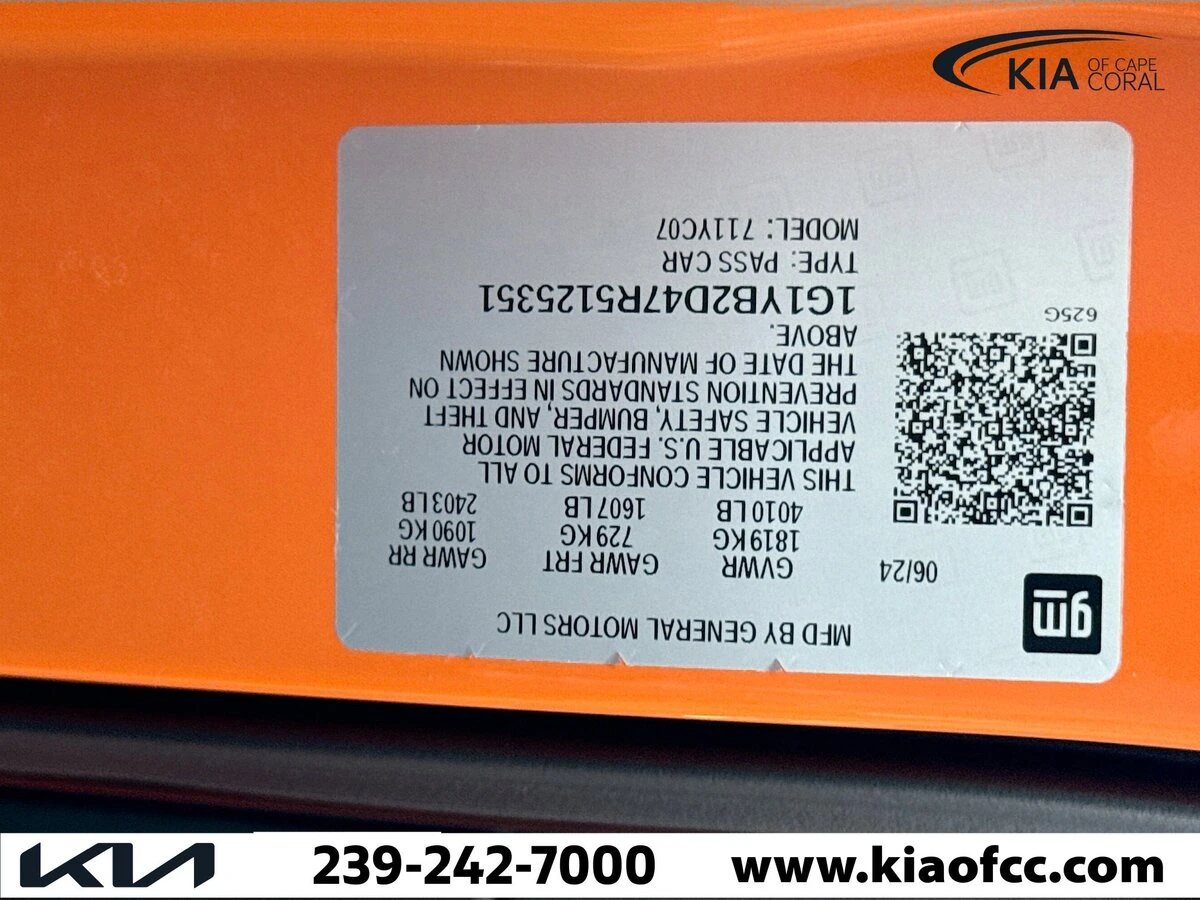 KIA OF CAPE CORAL
MFD BY GENERAL MOTORS LLC
gm
06/24 GVWR GAWR FRT GAWR RR
1819 KG 729 KG 1090 KG
4010 LB 1607 LB 2403 LB
THIS VEHICLE CONFORMS TO ALL
APPLICABLE U.S. FEDERAL MOTOR
VEHICLE SAFETY, BUMPER, AND THEFT
PREVENTION STANDARDS IN EFFECT ON
THE DATE OF MANUFACTURE SHOWN
ABOVE.
625G
1G1YB2D47R5125351
TYPE: PASS CAR
MODEL: 711YC07
KIA 239-242-7000 www.kiaofcc.com